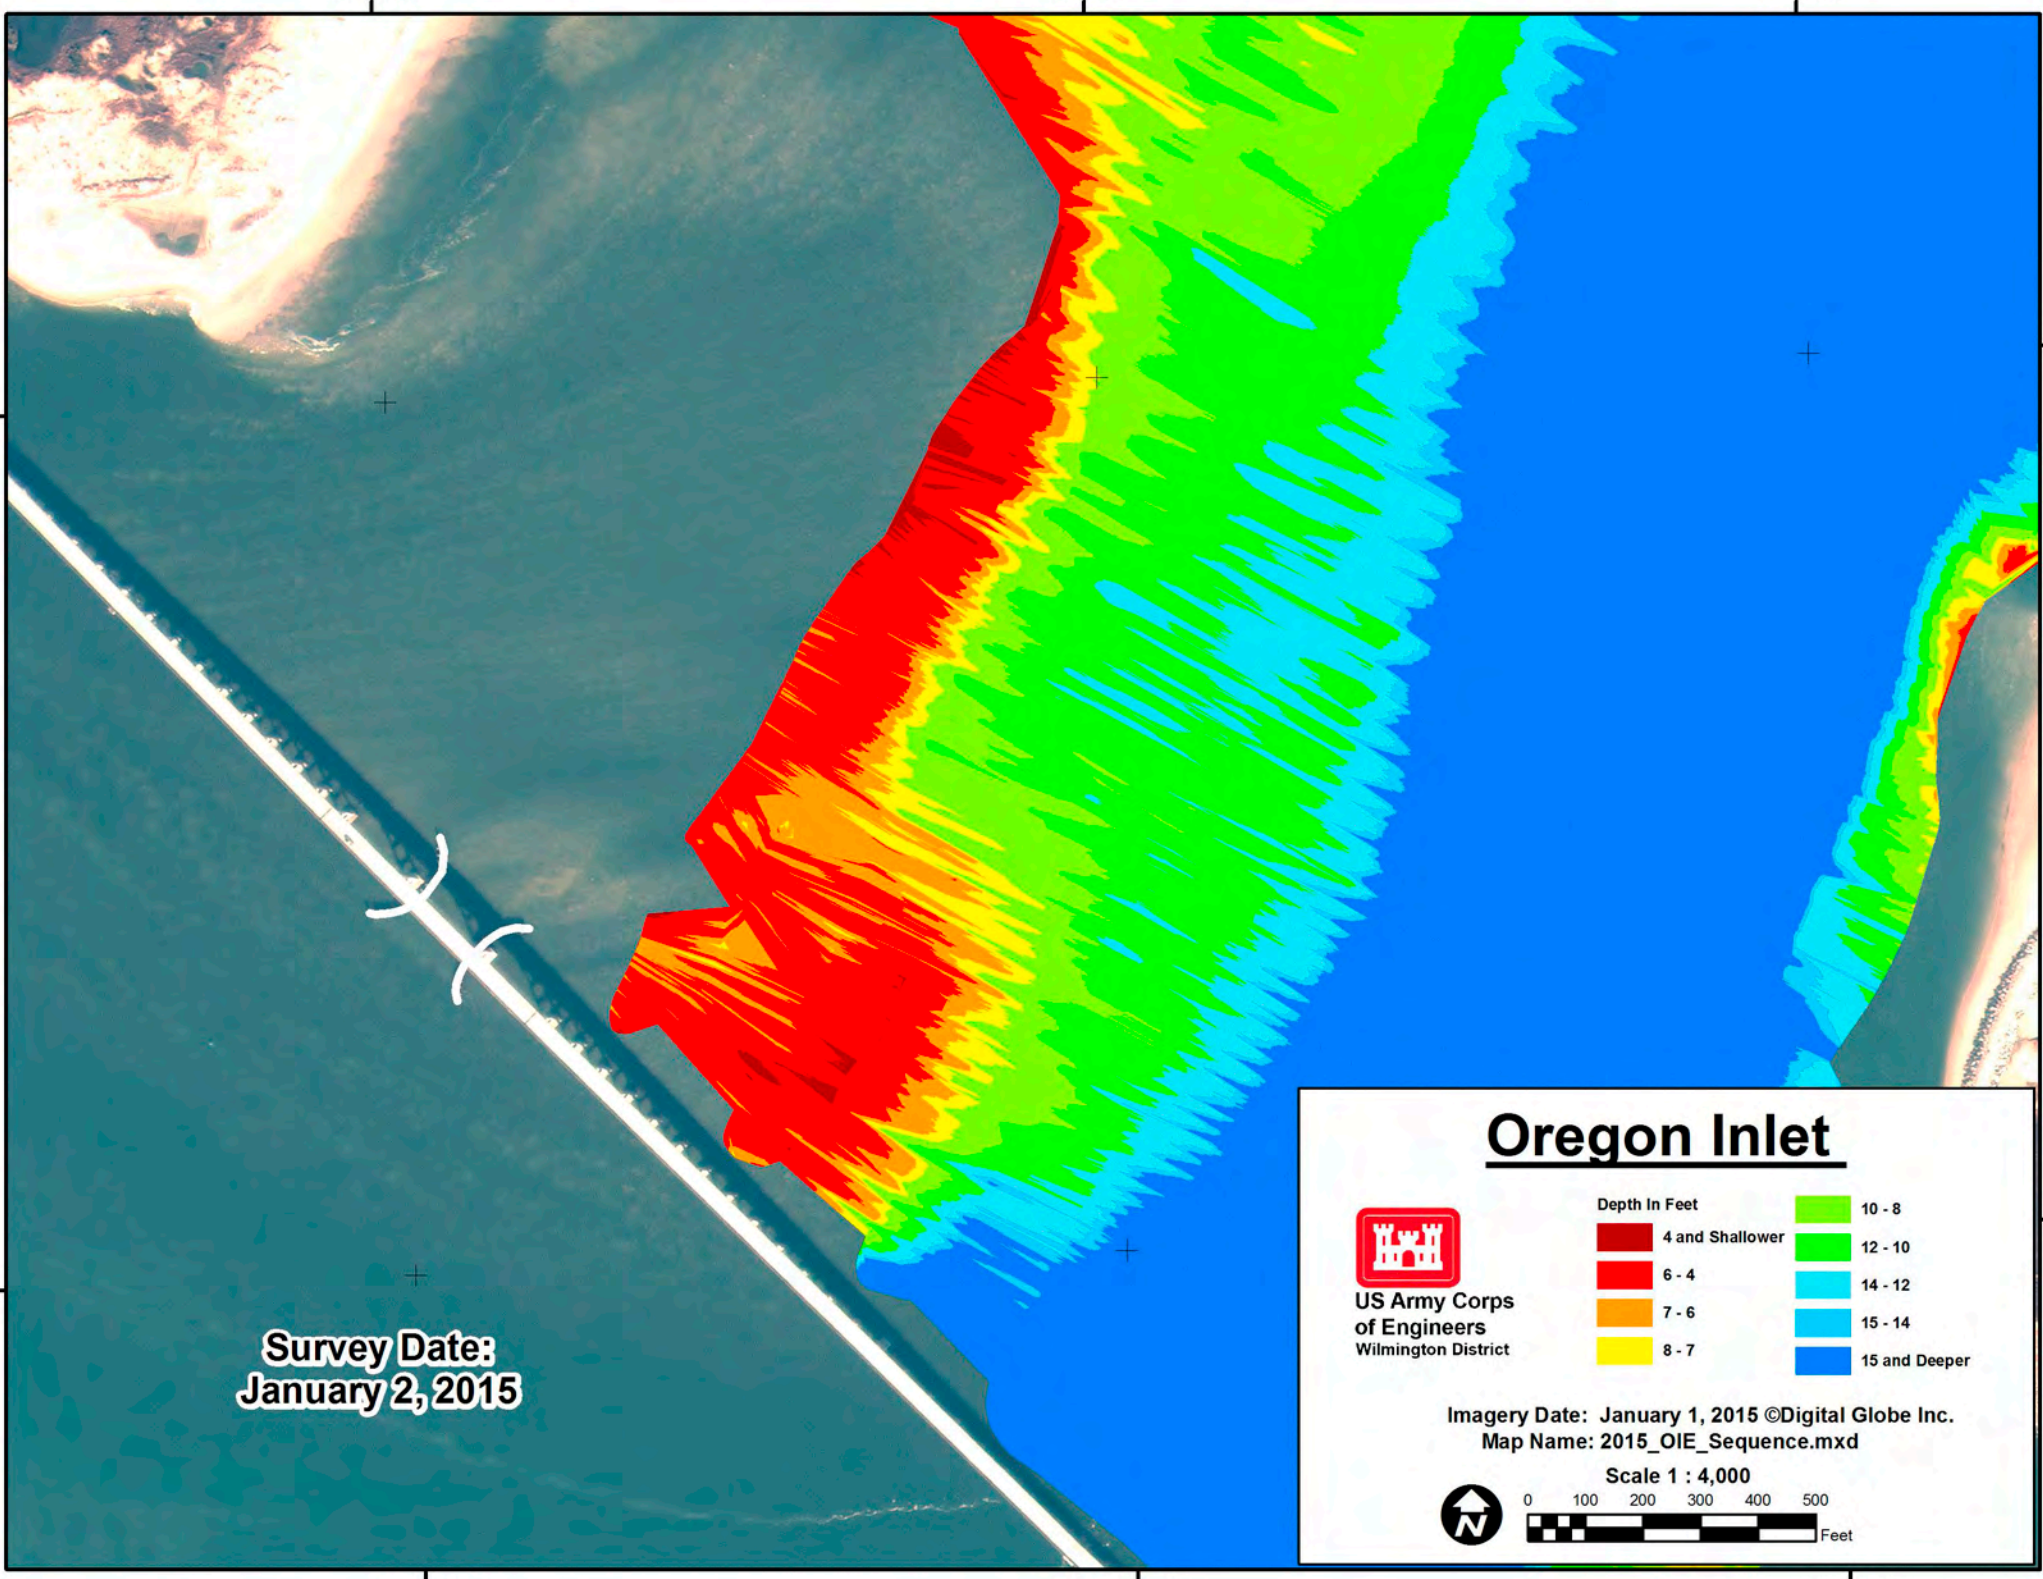 Survey Date:
January 2, 2015
Oregon Inlet
US Army Corps
of Engineers
Wilmington District
Depth In Feet
4 and Shallower
6 - 4
7 - 6
8 - 7
10 - 8
12 - 10
14 - 12
15 - 14
15 and Deeper
Imagery Date: January 1, 2015 ©Digital Globe Inc.
Map Name: 2015_OIE_Sequence.mxd
Scale 1 : 4,000
N
0 100 200 300 400 500
Feet